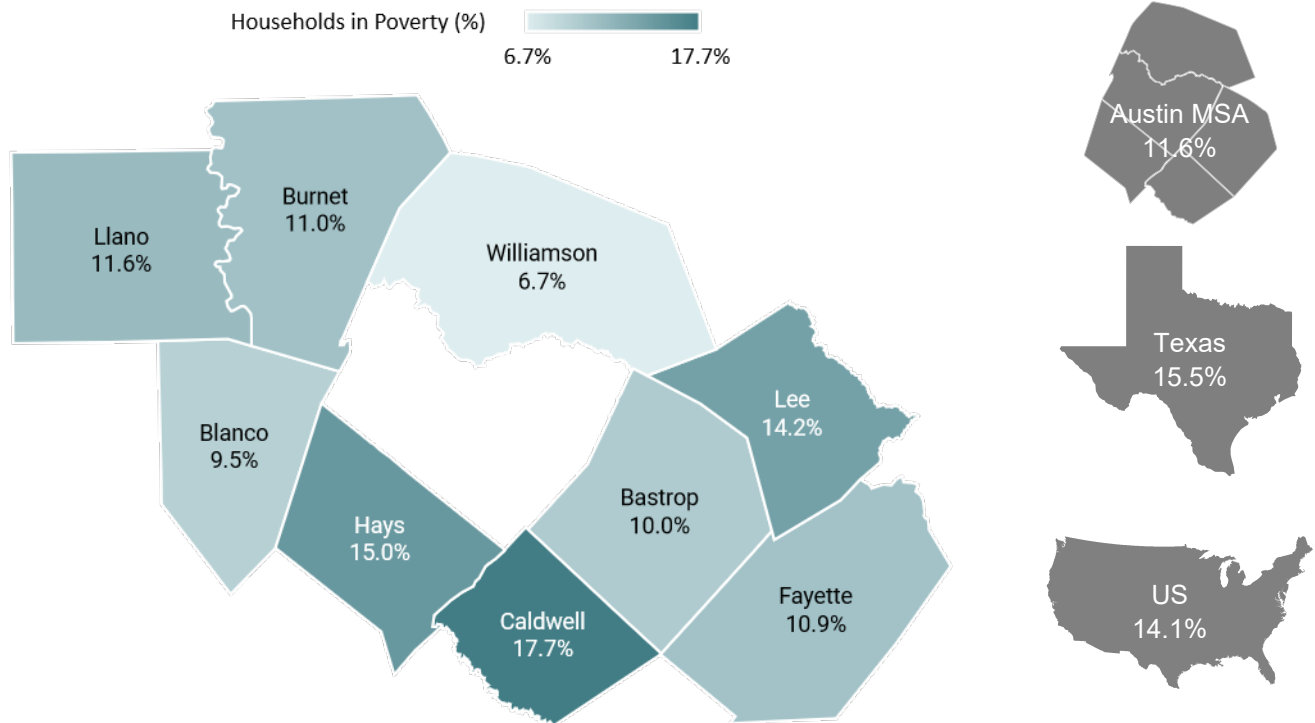 Households in Poverty (%)
6.7%
17.7%
Burnet
11.0%
Llano
11.6%
Williamson
6.7%
Blanco
9.5%
Lee
14.2%
Hays
15.0%
Bastrop
10.0%
Caldwell
17.7%
Fayette
10.9%
Austin MSA
11.6%
Texas
15.5%
US
14.1%